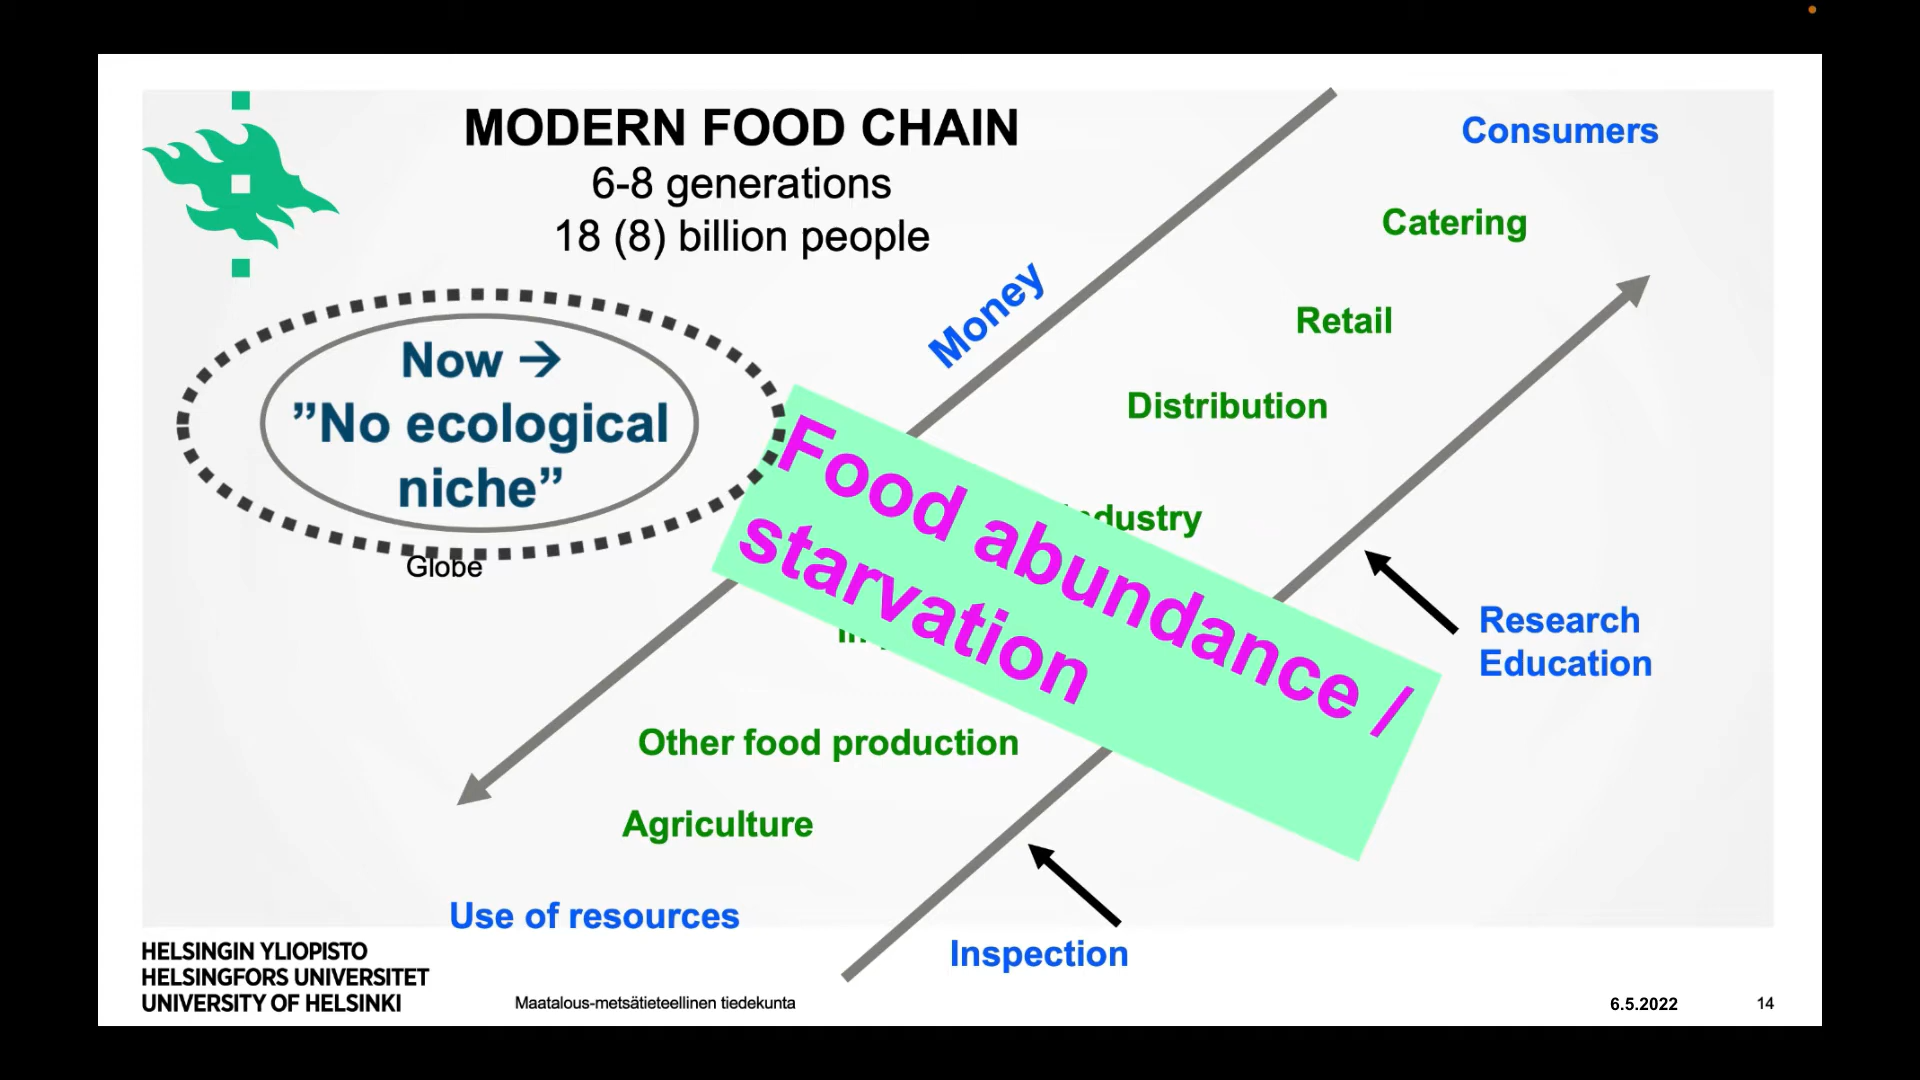 MODERN FOOD CHAIN
6-8 generations
18 (8) billion people
Consumers
Catering
Money
Retail
Now →
”No ecological
niche”
Distribution
Food abundance /
starvation
Globe
Research
Education
Other food production
Agriculture
Use of resources
Inspection
HELSINGIN YLIOPISTO
HELSINGFORS UNIVERSITET
UNIVERSITY OF HELSINKI
Maatalous-metsätieteellinen tiedekunta
6.5.2022
14